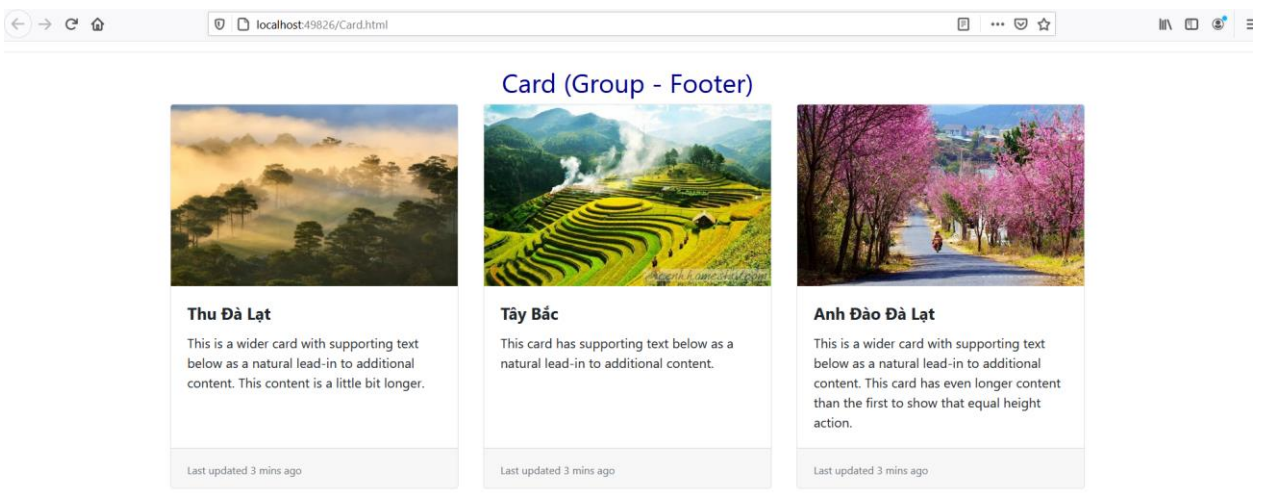 localhost:49826/Card.html
Card (Group - Footer)
Thu Đà Lạt
This is a wider card with supporting text
below as a natural lead-in to additional
content. This content is a little bit longer.
Last updated 3 mins ago
Tây Bắc
This card has supporting text below as a
natural lead-in to additional content.
Last updated 3 mins ago
Anh Đào Đà Lạt
This is a wider card with supporting text
below as a natural lead-in to additional
content. This card has even longer content
than the first to show that equal height
action.
Last updated 3 mins ago